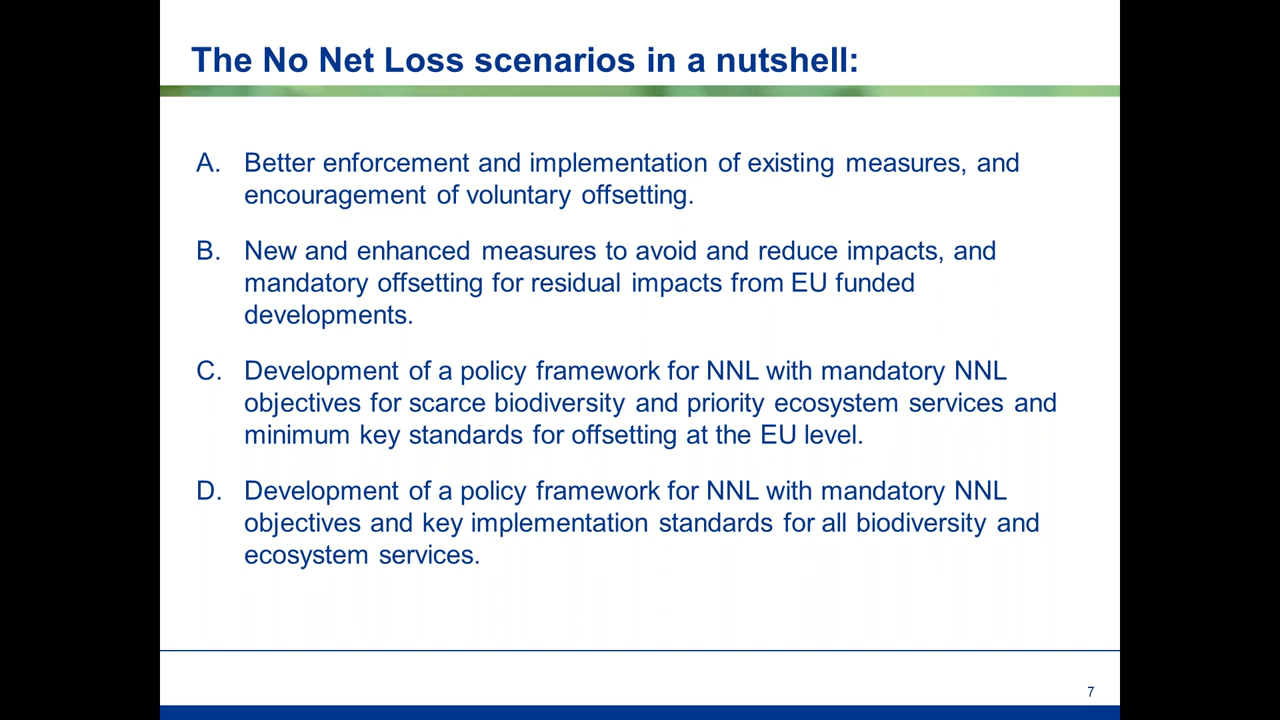 The No Net Loss scenarios in a nutshell:
A. Better enforcement and implementation of existing measures, and
encouragement of voluntary offsetting.
B. New and enhanced measures to avoid and reduce impacts, and
mandatory offsetting for residual impacts from EU funded
developments.
C. Development of a policy framework for NNL with mandatory NNL
objectives for scarce biodiversity and priority ecosystem services and
minimum key standards for offsetting at the EU level.
D. Development of a policy framework for NNL with mandatory NNL
objectives and key implementation standards for all biodiversity and
ecosystem services.
7